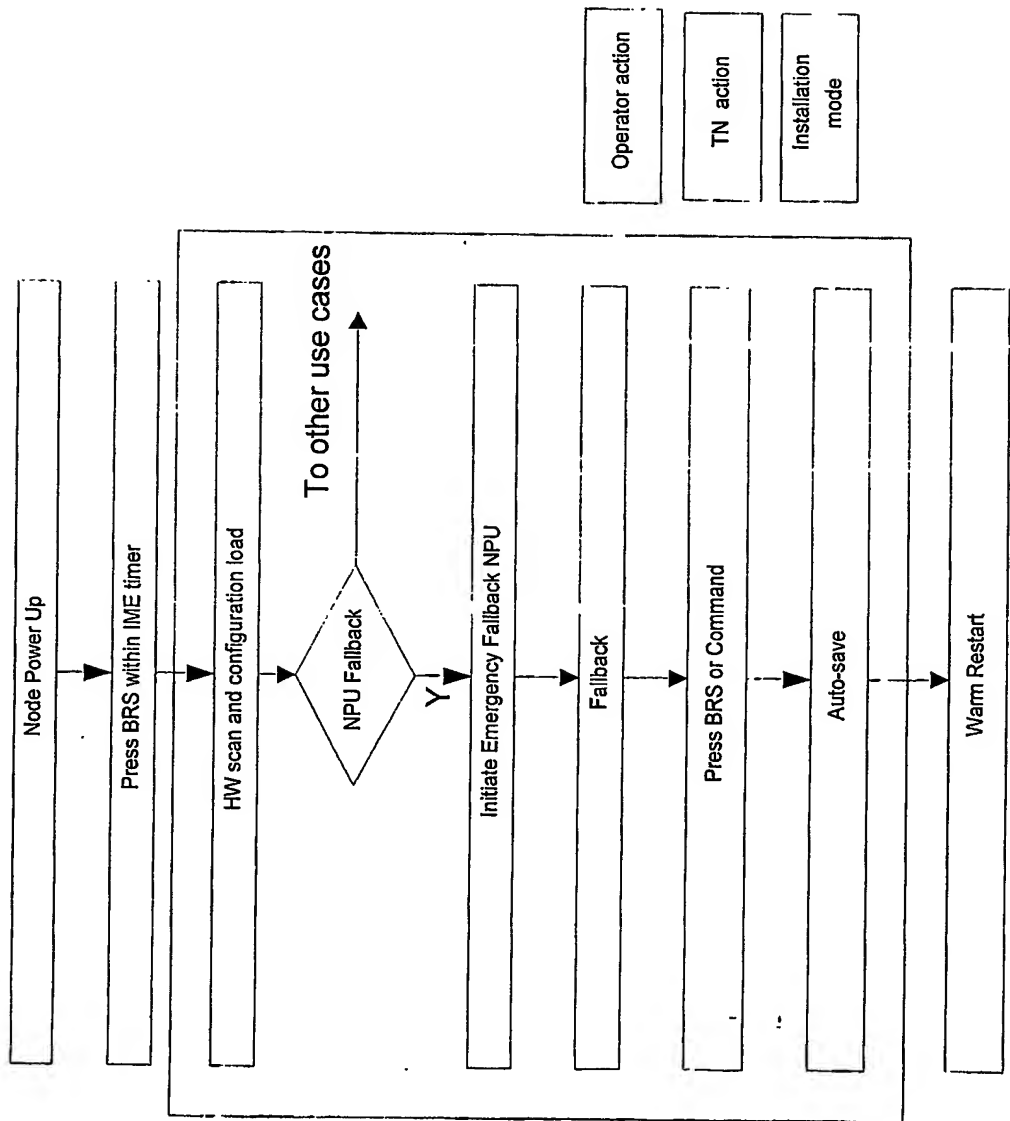 Node Power Up
Press BRS within IME timer
HW scan and configuration load
NPU Fallback
To other use cases
Y
Initiate Emergency Fallback NPU
Fallback
Press BRS or Command
Auto-save
Warm Restart
Operator action
TN action
Installation
mode